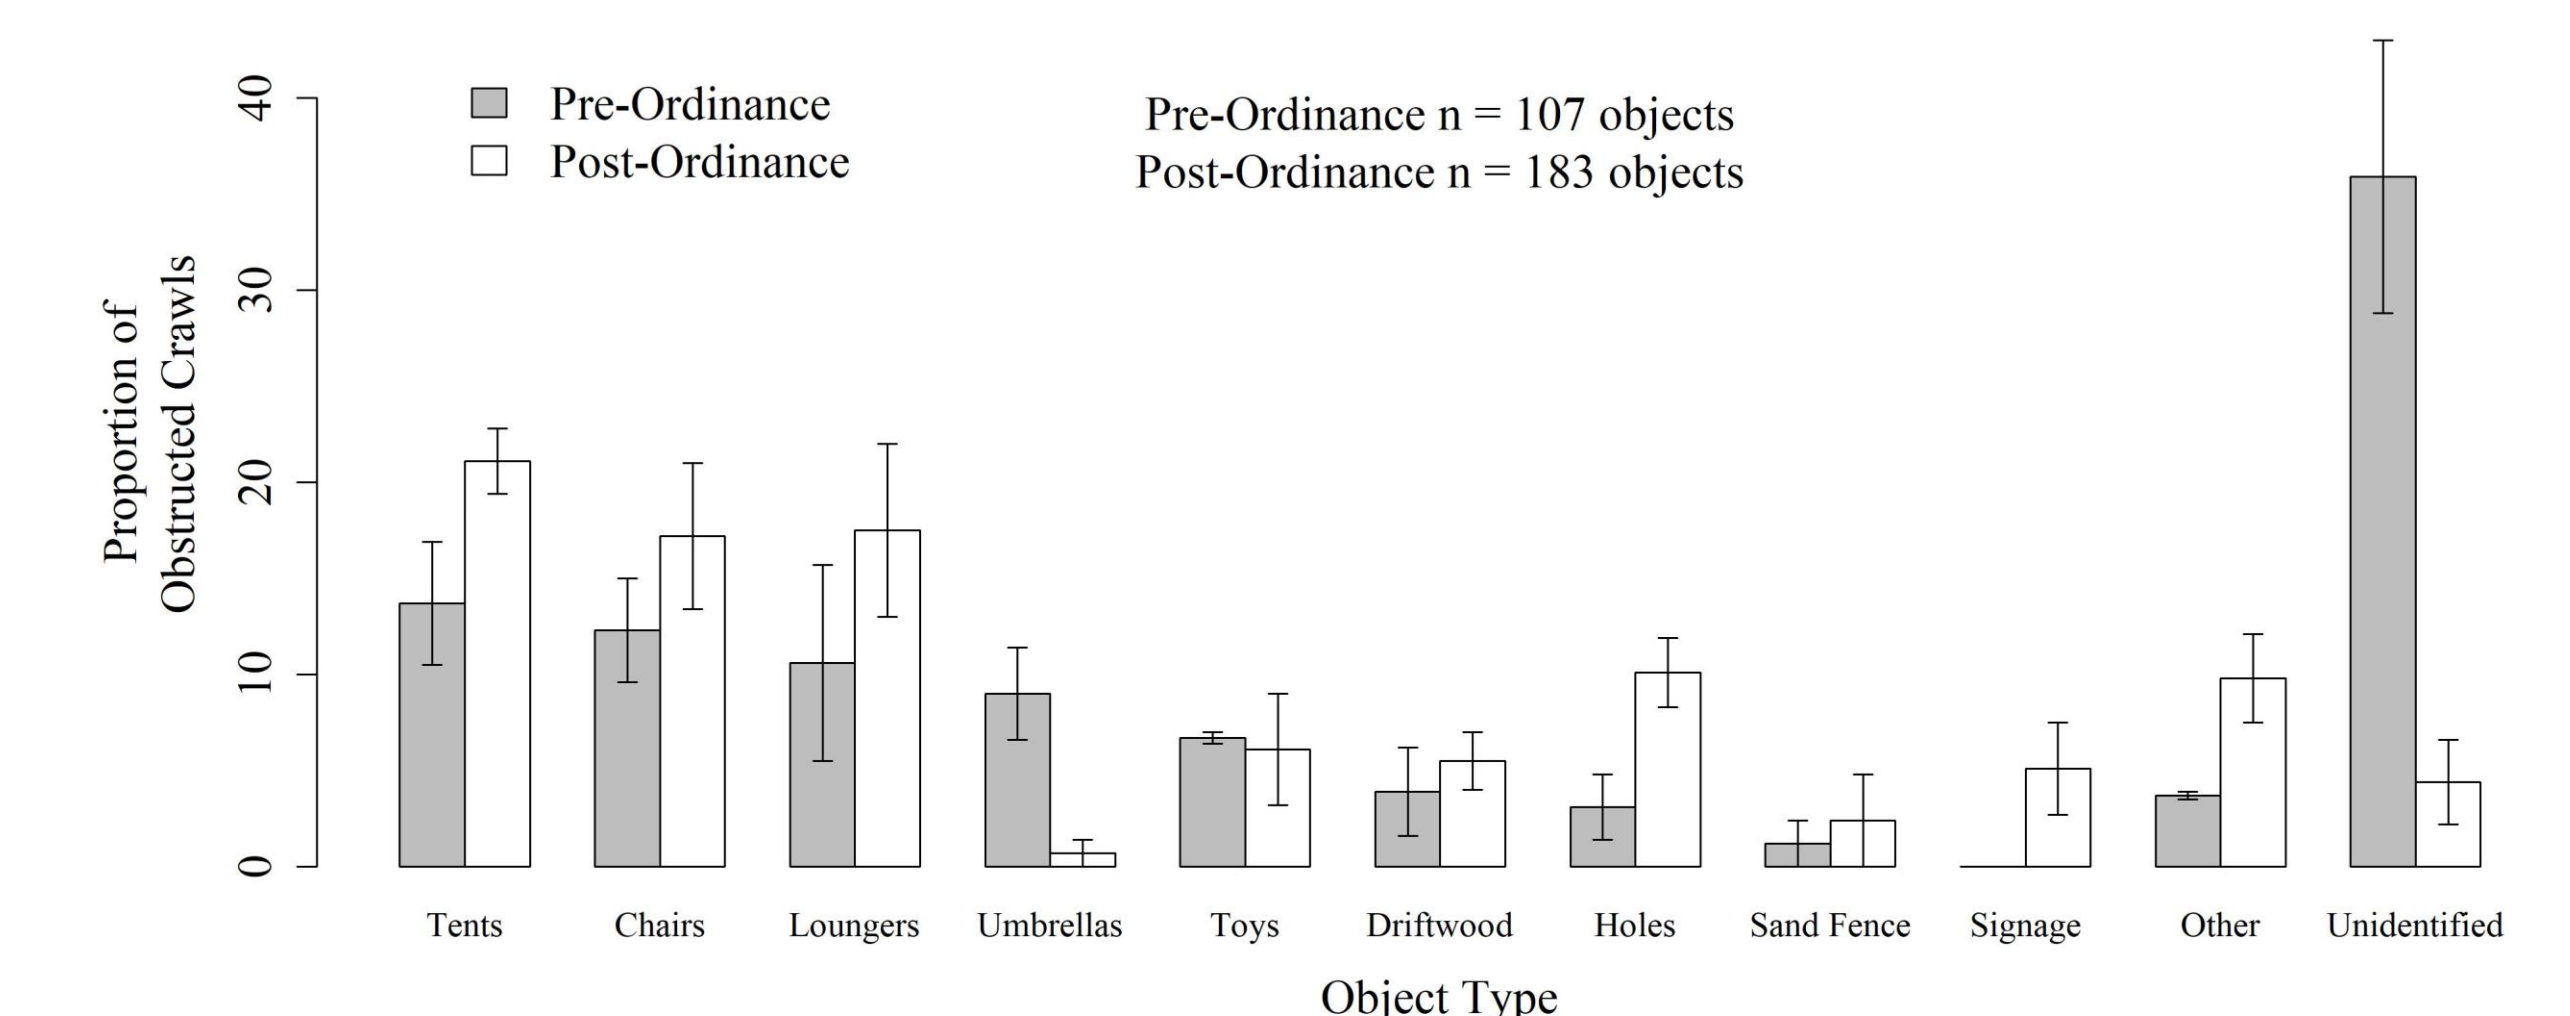 Pre-Ordinance
Post-Ordinance
Pre-Ordinance n = 107 objects
Post-Ordinance n = 183 objects
Proportion of
Obstructed Crawls
40
30
20
10
0
Tents
Chairs
Loungers
Umbrellas
Toys
Driftwood
Holes
Sand Fence
Signage
Other
Unidentified
Object Type